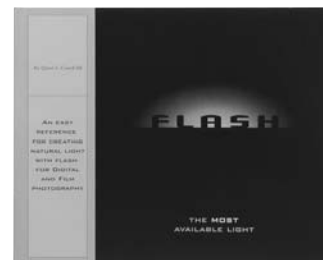 AN EASY
REFERENCE
FOR CREATING
NATURAL LIGHT
WITH FLASH
FOR DIGITAL
AND FILM
PHOTOGRAPHY
FLASH
THE MOST
AVAILABLE LIGHT